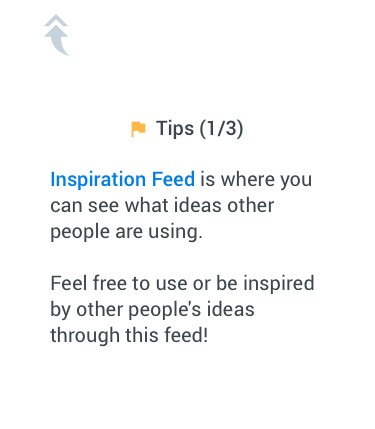 Tips (1/3)
Inspiration Feed is where you
can see what ideas other
people are using.
Feel free to use or be inspired
by other people's ideas
through this feed!